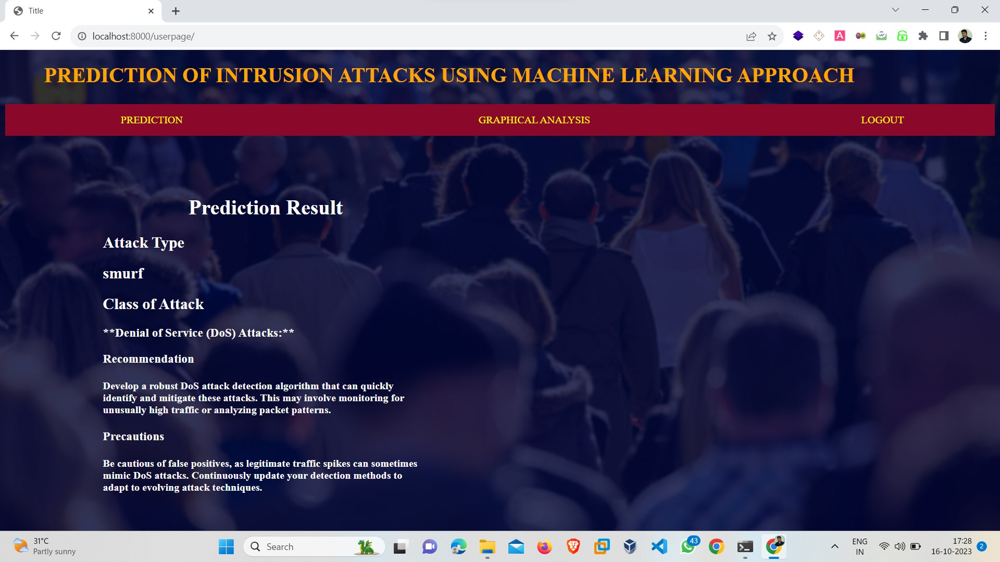 Title
localhost:8000/userpage/
A
PREDICTION OF INTRUSION ATTACKS USING MACHINE LEARNING APPROACH
PREDICTION
GRAPHICAL ANALYSIS
LOGOUT
Prediction Result
Attack Type
smurf
Class of Attack
**Denial of Service (DoS) Attacks:**
Recommendation
Develop a robust DoS attack detection algorithm that can quickly
identify and mitigate these attacks. This may involve monitoring for
unusually high traffic or analyzing packet patterns.
Precautions
Be cautious of false positives, as legitimate traffic spikes can sometimes
mimic DoS attacks. Continuously update your detection methods to
adapt to evolving attack techniques.
31°C
Partly sunny
Search
43
ENG
IN
17:28
16-10-2023
2